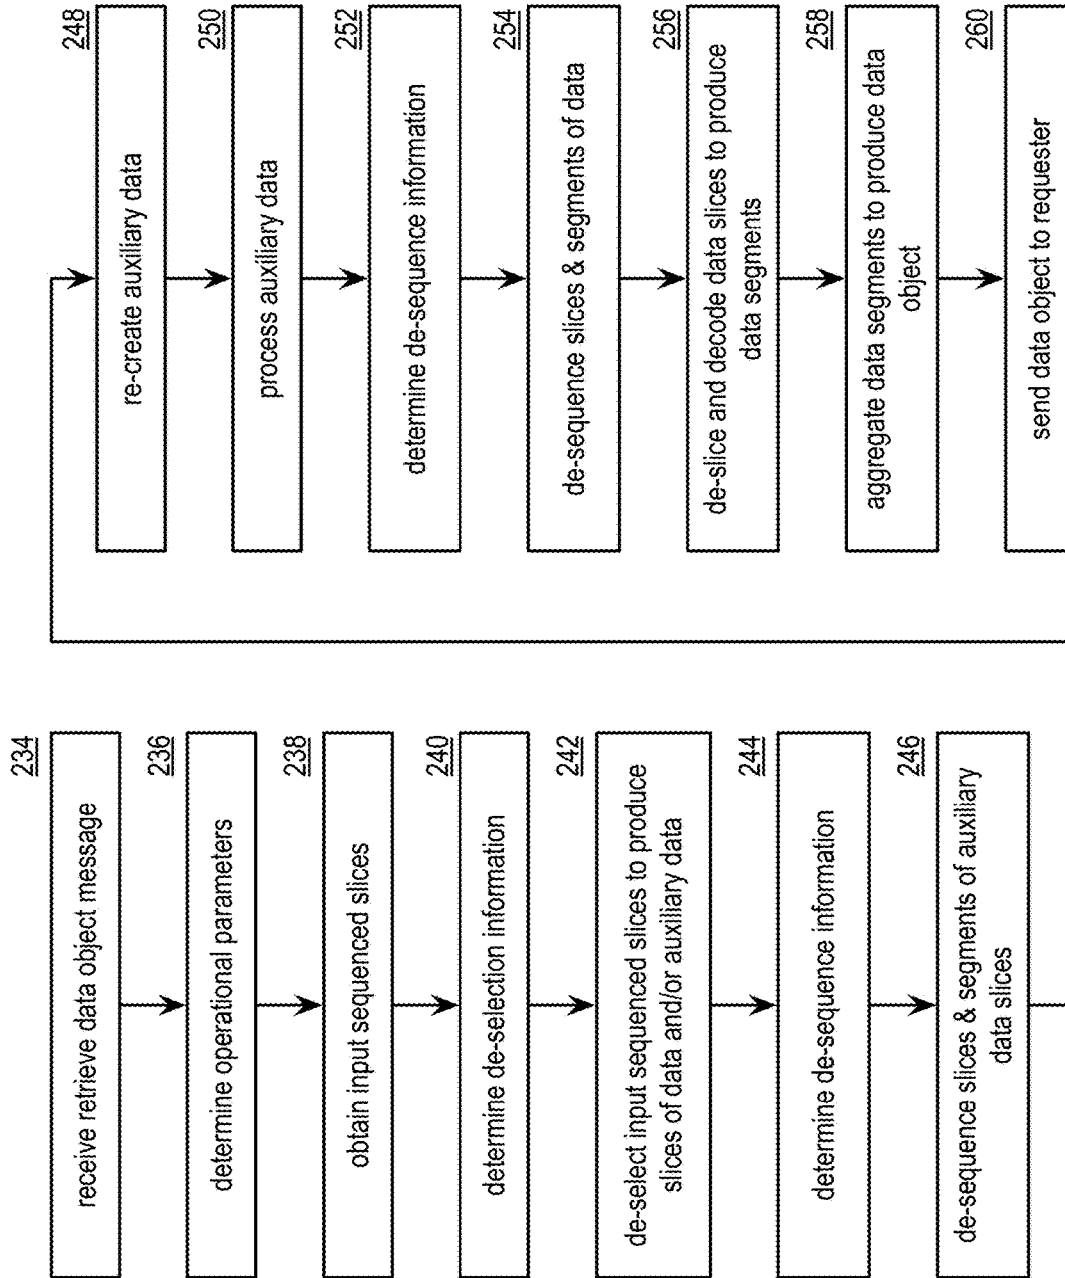 234
receive retrieve data object message
236
determine operational parameters
238
obtain input sequenced slices
240
determine de-selection information
242
de-select input sequenced slices to produce
slices of data and/or auxiliary data
244
determine de-sequence information
246
de-sequence slices & segments of auxiliary
data slices
248
re-create auxiliary data
250
process auxiliary data
252
determine de-sequence information
254
de-sequence slices & segments of data
256
de-slice and decode data slices to produce
data segments
258
aggregate data segments to produce data
object
260
send data object to requester